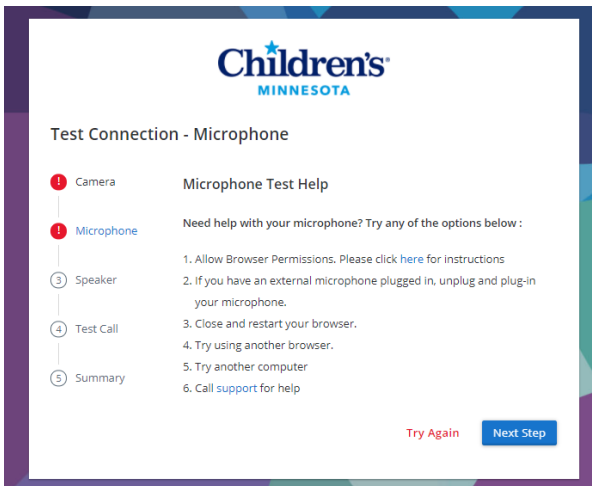 Children's
MINNESOTA
Test Connection - Microphone
! Camera
! Microphone
3 Speaker
4 Test Call
5 Summary
Microphone Test Help
Need help with your microphone? Try any of the options below :
1. Allow Browser Permissions. Please click here for instructions
2. If you have an external microphone plugged in, unplug and plug-in
your microphone.
3. Close and restart your browser.
4. Try using another browser.
5. Try another computer
6. Call support for help
Try Again
Next Step